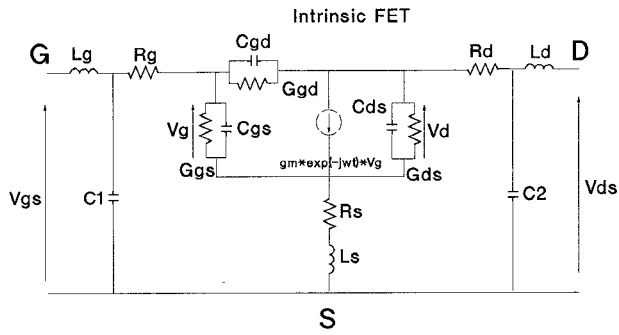 Intrinsic FET
G
Lg
Rg
Cgd
Ggd
Rd
Ld
D
Vg
Cgs
Cds
Vd
Ggs
gm*exp(-jwt)*Vg
Gds
Vgs
C1
Rs
C2
Vds
Ls
S